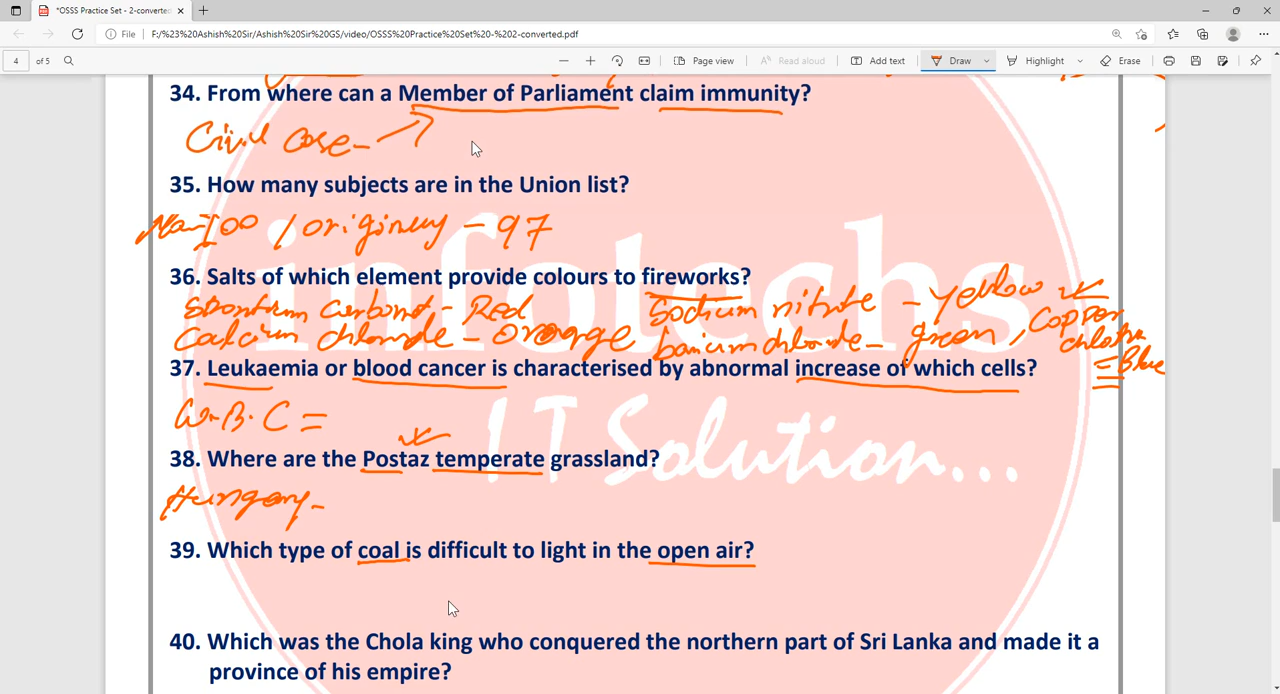 *OSSS Practice Set - 2-converted
File F:/%23%20Ashish%20Sir/Ashish%20Sir%20GS/video/OSSS%20Practice%20Set%20-%202-converted.pdf
4 of 5 Page view Read aloud Add text Draw Highlight Erase
34. From where can a Member of Parliament claim immunity?
Civil case -
35. How many subjects are in the Union list?
100 / originally - 97
36. Salts of which element provide colours to fireworks?
Strontium carbonat - Red Sodium nitrate - yellow
Calcium chloride - orange barium chloride - green, Copper
= Blue
37. Leukaemia or blood cancer is characterised by abnormal increase of which cells?
W.B.C =
38. Where are the Postaz temperate grassland?
Hungary -
39. Which type of coal is difficult to light in the open air?
40. Which was the Chola king who conquered the northern part of Sri Lanka and made it a
province of his empire?
infotechs
IT Solution...